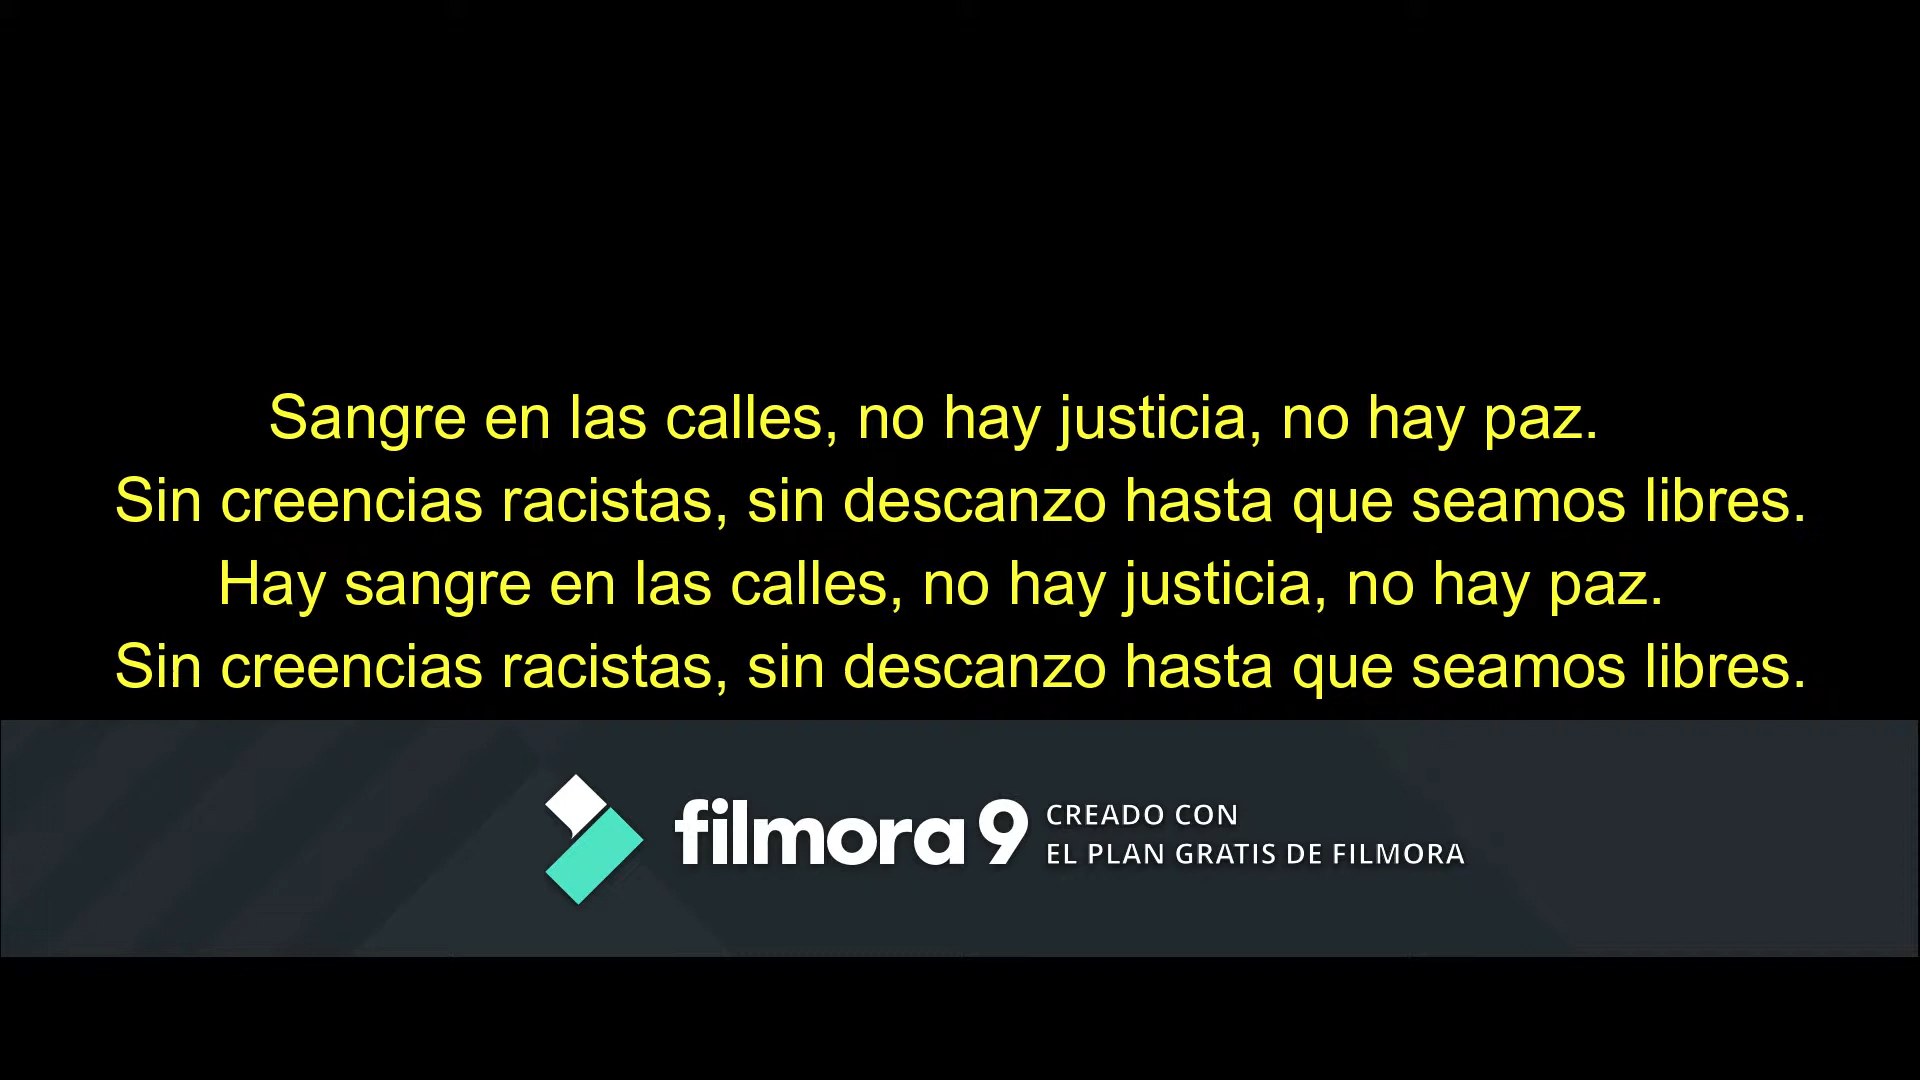 Sangre en las calles, no hay justicia, no hay paz.
Sin creencias racistas, sin descanzo hasta que seamos libres.
Hay sangre en las calles, no hay justicia, no hay paz.
Sin creencias racistas, sin descanzo hasta que seamos libres.
filmora 9
CREADO CON
EL PLAN GRATIS DE FILMORA